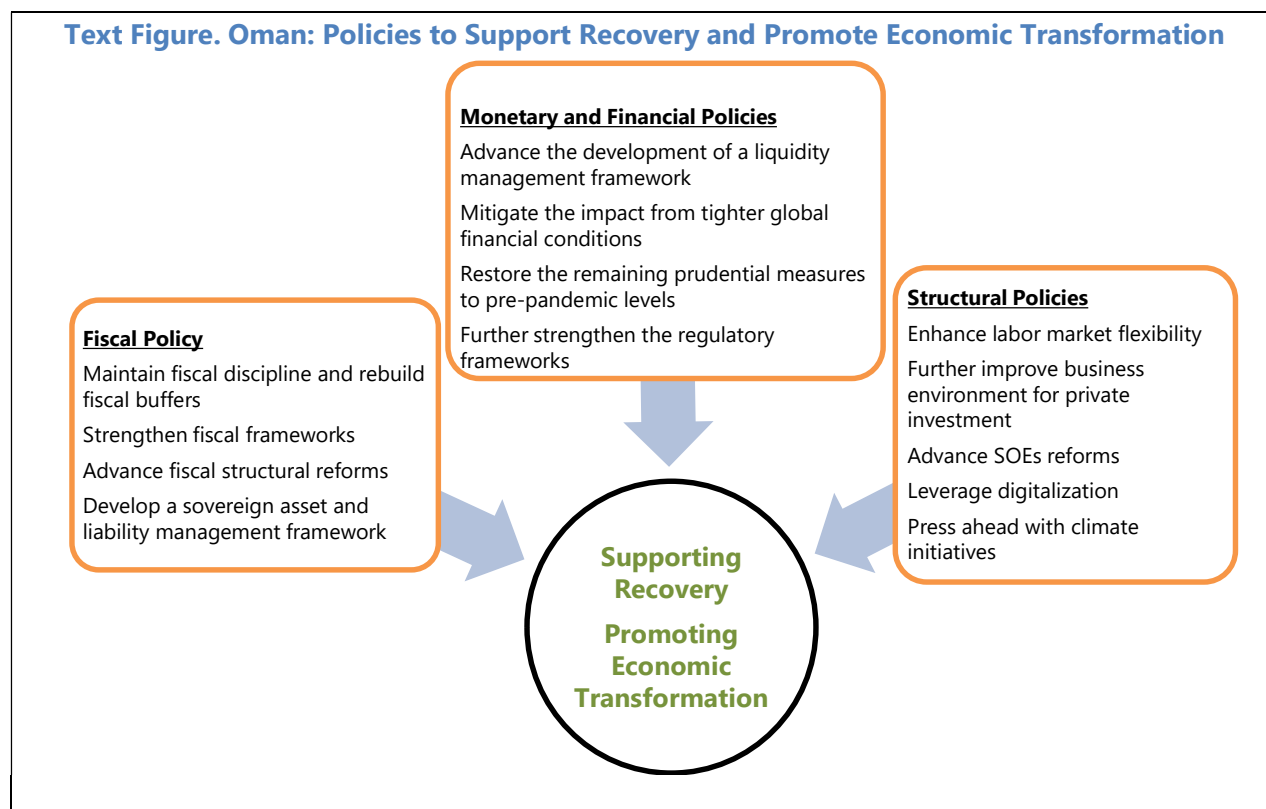 Text Figure. Oman: Policies to Support Recovery and Promote Economic Transformation
Monetary and Financial Policies
Advance the development of a liquidity
management framework
Mitigate the impact from tighter global
financial conditions
Restore the remaining prudential measures
to pre-pandemic levels
Further strengthen the regulatory
frameworks
Fiscal Policy
Maintain fiscal discipline and rebuild
fiscal buffers
Strengthen fiscal frameworks
Advance fiscal structural reforms
Develop a sovereign asset and
liability management framework
Structural Policies
Enhance labor market flexibility
Further improve business
environment for private
investment
Advance SOEs reforms
Leverage digitalization
Press ahead with climate
initiatives
Supporting
Recovery
Promoting
Economic
Transformation